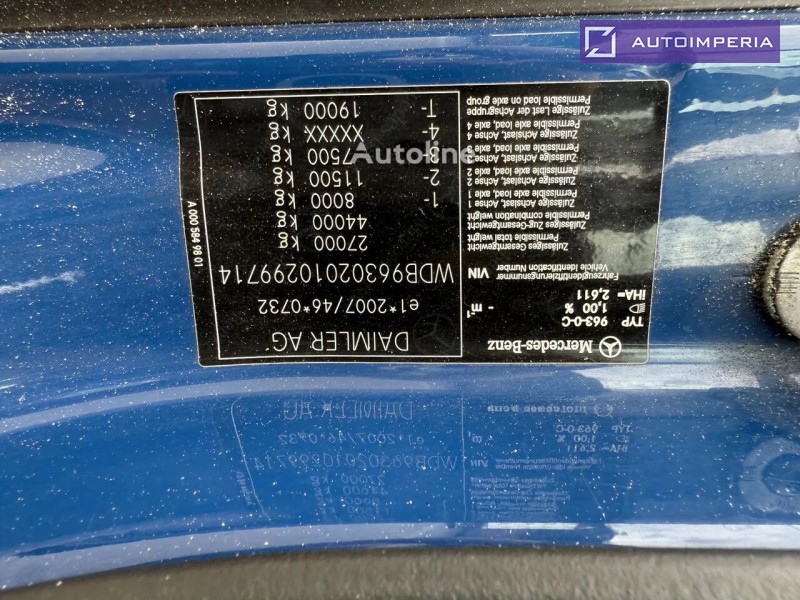 AUTOIMPERIA
Autoline
Mercedes-Benz
DAIMLER AG
TYP 963-0-C
1,00 %
IHA= 2,611 m-1 -
e1*2007/46*0732
Fahrzeugidentifizierungsnummer
Vehicle Identification Number
VIN
WDB96302010299714
Zulässiges Gesamtgewicht
Permissible total weight
27000 kg
Zulässiges Zug-Gesamtgewicht
Permissible combination weight
44000 kg
Zulässige Achslast, Achse 1
Permissible axle load, axle 1
1- 8000 kg
Zulässige Achslast, Achse 2
Permissible axle load, axle 2
2- 11500 kg
Zulässige Achslast, Achse 3
Permissible axle load, axle 3
3- 7500 kg
Zulässige Achslast, Achse 4
Permissible axle load, axle 4
4- XXXXX kg
Zulässige Last der Achsgruppe
Permissible load on axle group
T- 19000 kg
A 000 584 98 01